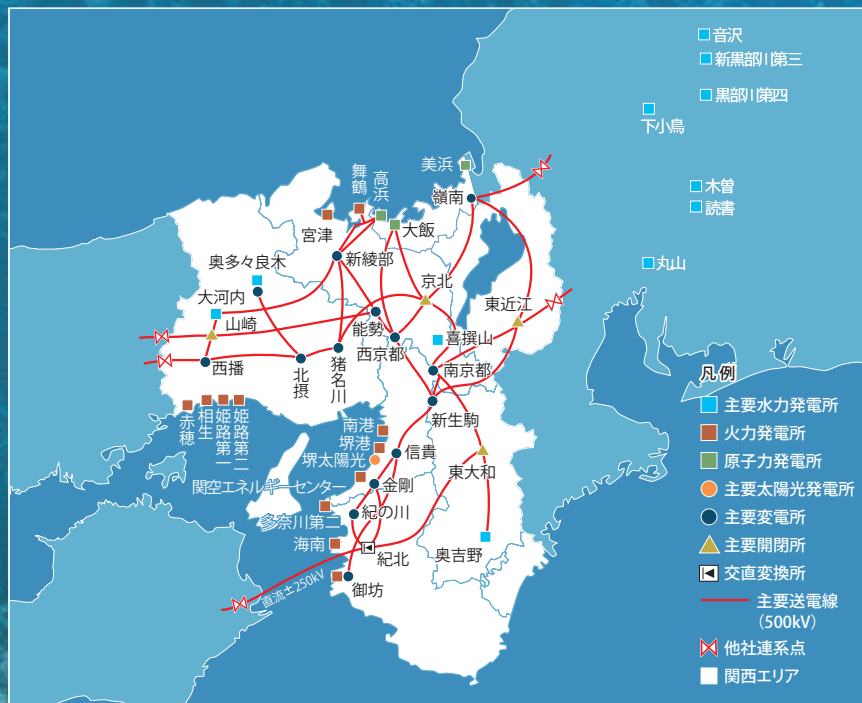 音沢
新黒部川第三
黒部川第四
下小鳥
木曽
読書
丸山
美浜
舞鶴
高浜
嶺南
宮津
大飯
新綾部
奥多々良木
大河内
山崎
京北
東近江
能勢
喜撰山
西京都
南京都
西播
北摂
猪名川
新生駒
赤穂
相生
姫路第一
姫路第二
南港
堺港
堺太陽光
信貴
東大和
関空エネルギーセンター
金剛
多奈川第二
紀の川
海南
紀北
奥吉野
御坊
直流±250kV
凡例
主要水力発電所
火力発電所
原子力発電所
主要太陽光発電所
主要変電所
主要開閉所
交直変換所
主要送電線
(500kV)
他社連系点
関西エリア